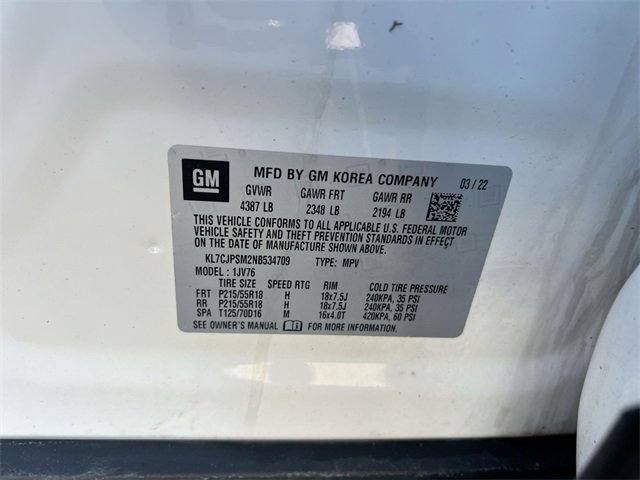 GM MFD BY GM KOREA COMPANY 03 / 22
GVWR GAWR FRT GAWR RR
4387 LB 2348 LB 2194 LB
THIS VEHICLE CONFORMS TO ALL APPLICABLE U.S. FEDERAL MOTOR
VEHICLE SAFETY AND THEFT PREVENTION STANDARDS IN EFFECT
ON THE DATE OF MANUFACTURE SHOWN ABOVE.
KL7CJPSM2NB534709 TYPE: MPV
MODEL: 1JV76
TIRE SIZE SPEED RTG RIM COLD TIRE PRESSURE
FRT P215/55R18 H 18x7.5J 240KPA, 35 PSI
RR P215/55R18 H 18x7.5J 240KPA, 35 PSI
SPA T125/70D16 M 16x4.0T 420KPA, 60 PSI
SEE OWNER'S MANUAL FOR MORE INFORMATION.